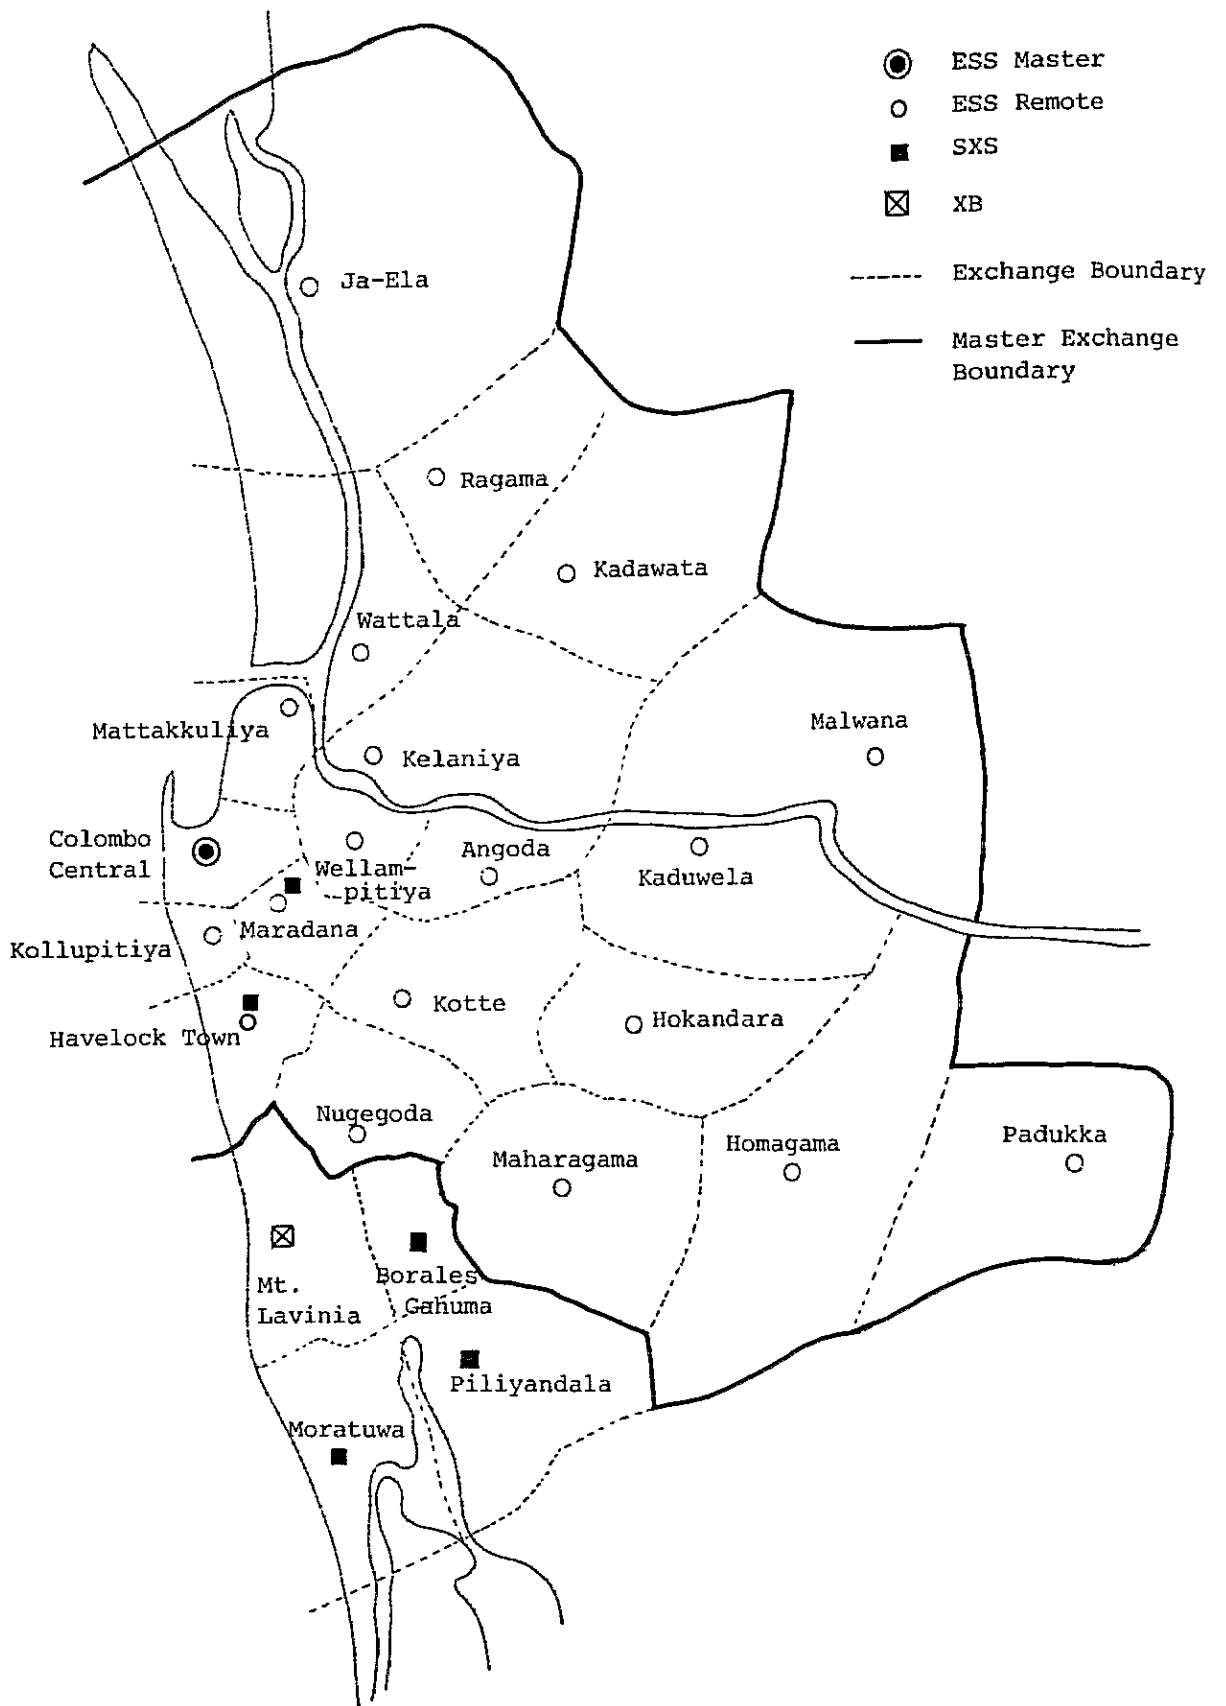 ESS Master
ESS Remote
SXS
XB
Exchange Boundary
Master Exchange
Boundary
Ja-Ela
Ragama
Kadawata
Wattala
Mattakkuliya
Kelaniya
Malwana
Colombo
Central
Wellam-
pitiya
Angoda
Kaduwela
Maradana
Kollupitiya
Kotte
Hokandara
Havelock Town
Nugegoda
Maharagama
Homagama
Padukka
Mt.
Lavinia
Borales
Gahuma
Piliyandala
Moratuwa